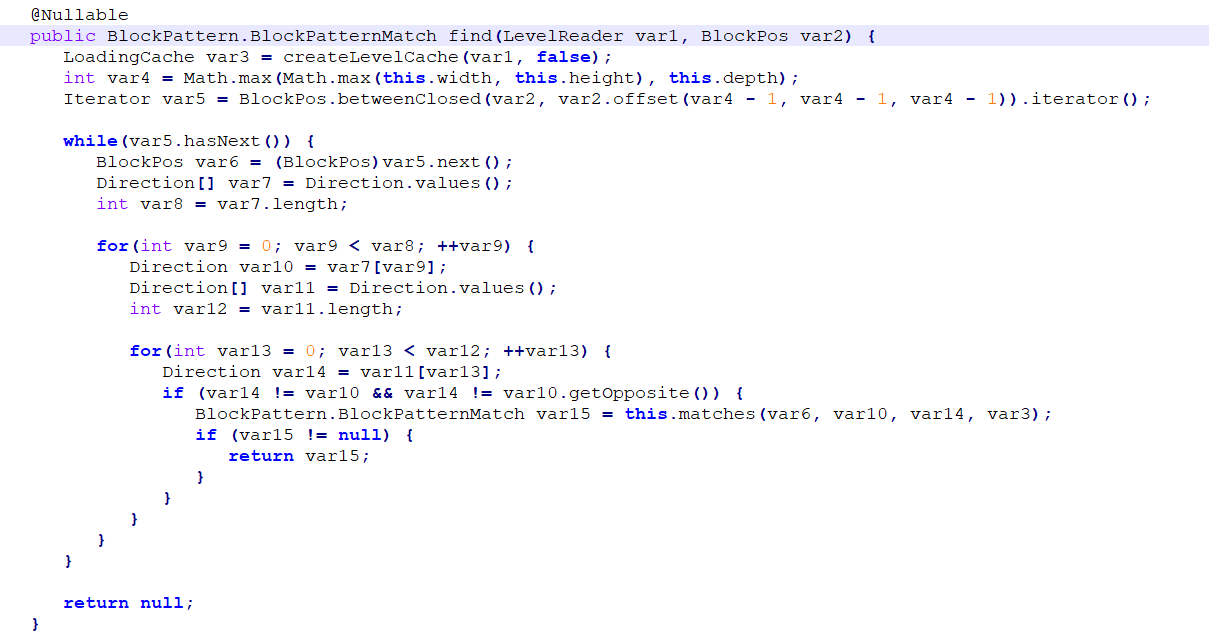 @Nullable
public BlockPattern.BlockPatternMatch find(LevelReader var1, BlockPos var2) {
   LoadingCache var3 = createLevelCache(var1, false);
   int var4 = Math.max(Math.max(this.width, this.height), this.depth);
   Iterator var5 = BlockPos.betweenClosed(var2, var2.offset(var4 - 1, var4 - 1, var4 - 1)).iterator();

   while(var5.hasNext()) {
      BlockPos var6 = (BlockPos)var5.next();
      Direction[] var7 = Direction.values();
      int var8 = var7.length;

      for(int var9 = 0; var9 < var8; ++var9) {
         Direction var10 = var7[var9];
         Direction[] var11 = Direction.values();
         int var12 = var11.length;

         for(int var13 = 0; var13 < var12; ++var13) {
            Direction var14 = var11[var13];
            if (var14 != var10 && var14 != var10.getOpposite()) {
               BlockPattern.BlockPatternMatch var15 = this.matches(var6, var10, var14, var3);
               if (var15 != null) {
                  return var15;
               }
            }
         }
      }
   }

   return null;
}